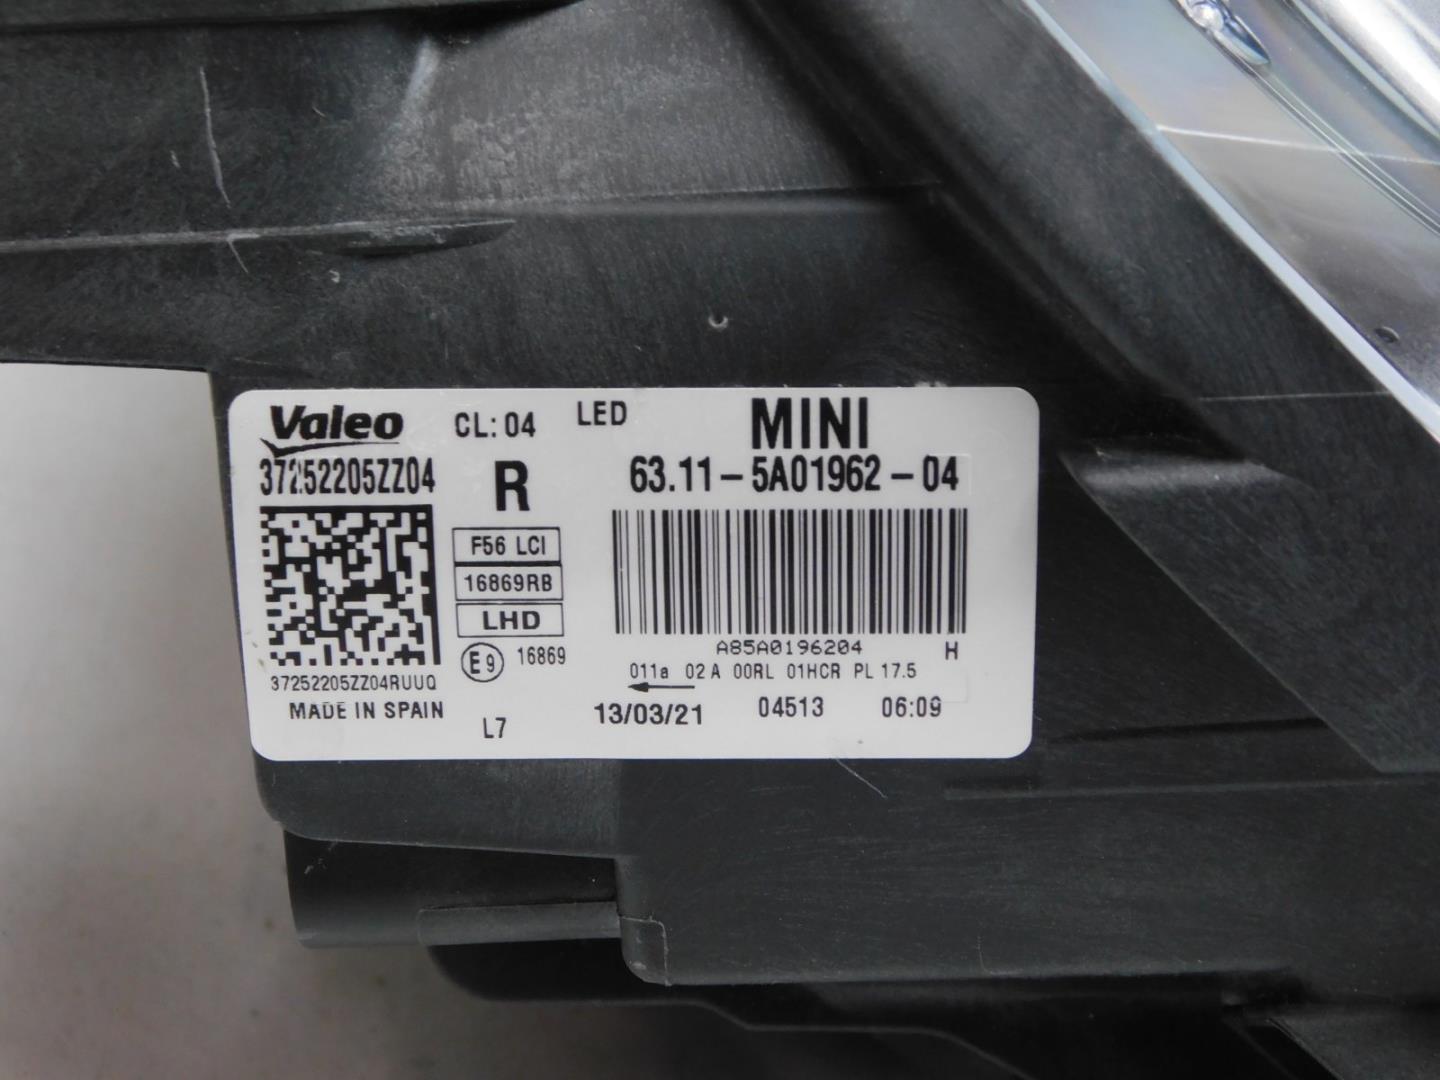 Valeo CL: 04 LED MINI
37252205ZZ04 R 63.11-5A01962-04
F56 LCI
16869RB
LHD
E9 16869
A85A0196204 H
37252205ZZ04RUUQ
011a 02A 00RL 01HCR PL 17.5
MADE IN SPAIN L7 13/03/21 04513 06:09